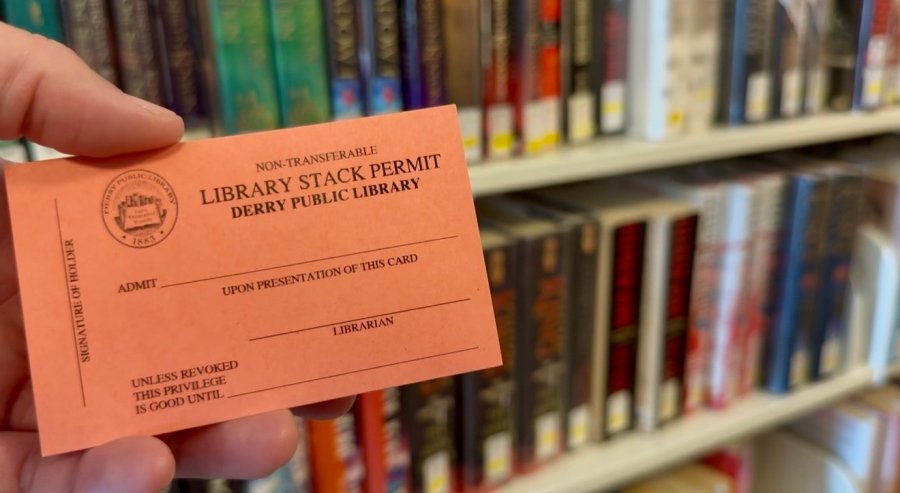 NON-TRANSFERABLE
LIBRARY STACK PERMIT
DERRY PUBLIC LIBRARY
DERRY PUBLIC LIBRARY
1883
SIGNATURE OF HOLDER
ADMIT
UPON PRESENTATION OF THIS CARD
LIBRARIAN
UNLESS REVOKED
THIS PRIVILEGE
IS GOOD UNTIL